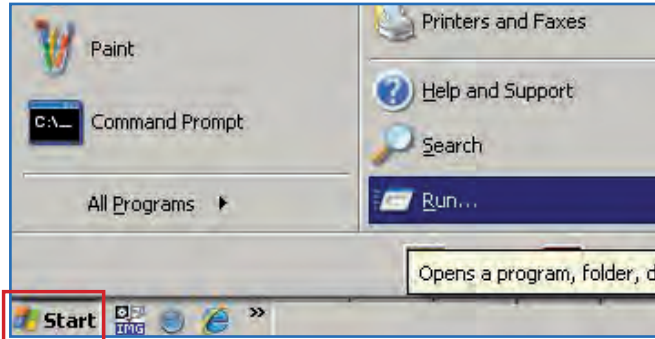 Printers and Faxes
Paint
Help and Support
C:\_
Command Prompt
Search
All Programs
Run...
Opens a program, folder, d
Start
IMG
»